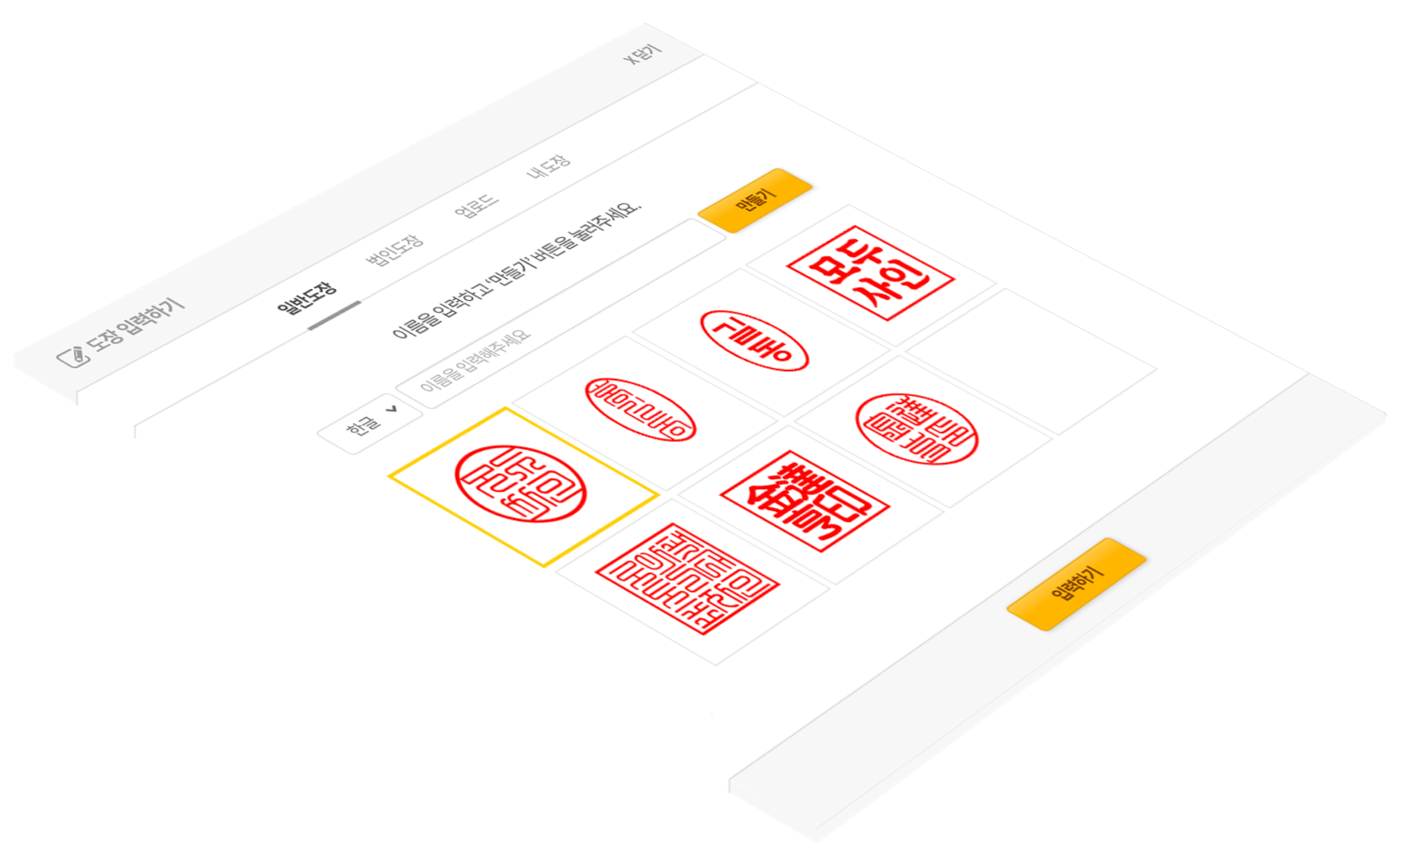 도장 입력하기
X 닫기
일반도장
법인도장
업로드
내 도장
이름을 입력하고 '만들기' 버튼을 눌러주세요.
한글
이름을 입력해주세요
만들기
모두
사인
입력하기